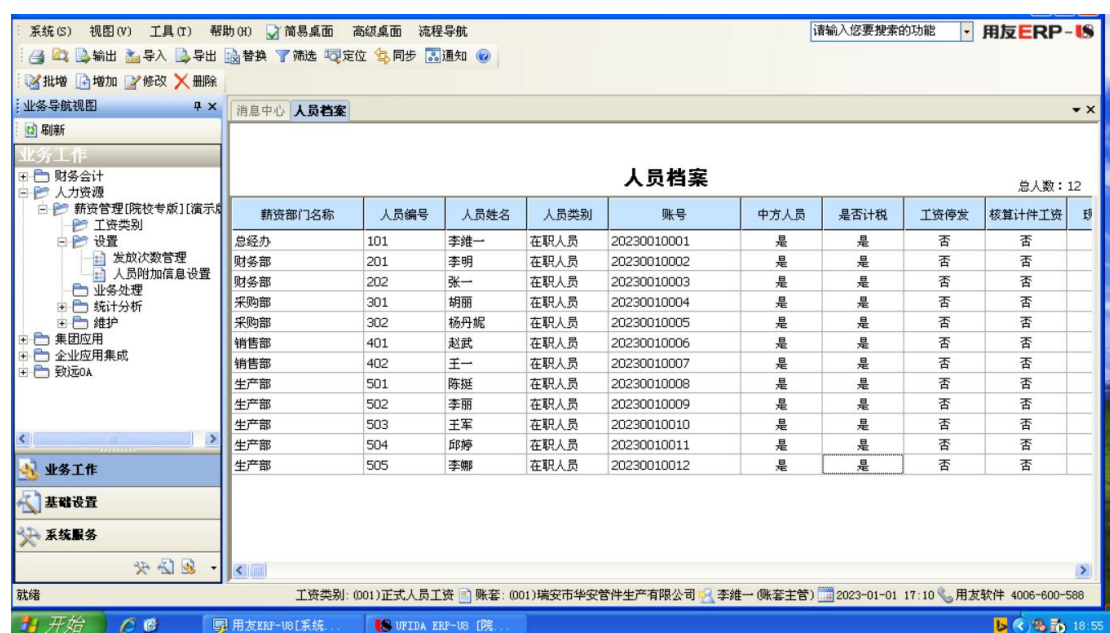 系统(S) 视图(V) 工具(T) 帮助(H) 简易桌面 高级桌面 流程导航 请输入您要搜索的功能 用友ERP-U8
输出 导入 导出 替换 筛选 定位 同步 通知
批增 增加 修改 删除
业务导航视图 消息中心 人员档案
刷新
业务工作
财务会计
人力资源
薪资管理[院校专版][演示版
工资类别
设置
发放次数管理
人员附加信息设置
业务处理
统计分析
维护
集团应用
企业应用集成
致远OA
业务工作
基础设置
系统服务
人员档案
总人数:12
薪资部门名称 人员编号 人员姓名 人员类别 账号 中方人员 是否计税 工资停发 核算计件工资 现
总经办 101 李维一 在职人员 20230010001 是 是 否 否
财务部 201 李明 在职人员 20230010002 是 是 否 否
财务部 202 张一 在职人员 20230010003 是 是 否 否
采购部 301 胡丽 在职人员 20230010004 是 是 否 否
采购部 302 杨丹妮 在职人员 20230010005 是 是 否 否
销售部 401 赵武 在职人员 20230010006 是 是 否 否
销售部 402 王一 在职人员 20230010007 是 是 否 否
生产部 501 陈挺 在职人员 20230010008 是 是 否 否
生产部 502 李丽 在职人员 20230010009 是 是 否 否
生产部 503 王军 在职人员 20230010010 是 是 否 否
生产部 504 邱婷 在职人员 20230010011 是 是 否 否
生产部 505 李娜 在职人员 20230010012 是 是 否 否
就绪 工资类别:(001)正式人员工资 账套:(001)瑞安市华安管件生产有限公司 李维一(账套主管) 2023-01-01 17:10 用友软件 4006-600-588
开始 用友ERP-U8[系统... UFIDA ERP-U8 [院... 18:55